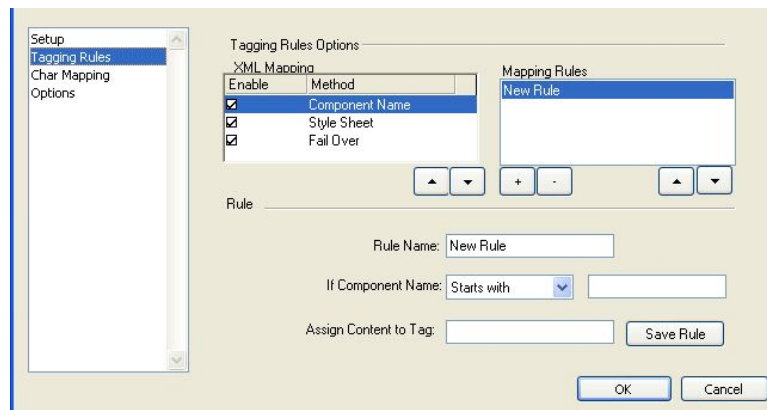 Setup
Tagging Rules
Char Mapping
Options
Tagging Rules Options
XML Mapping
Enable Method
Component Name
Style Sheet
Fail Over
Mapping Rules
New Rule
+ -
Rule
Rule Name: New Rule
If Component Name: Starts with
Assign Content to Tag:
Save Rule
OK Cancel